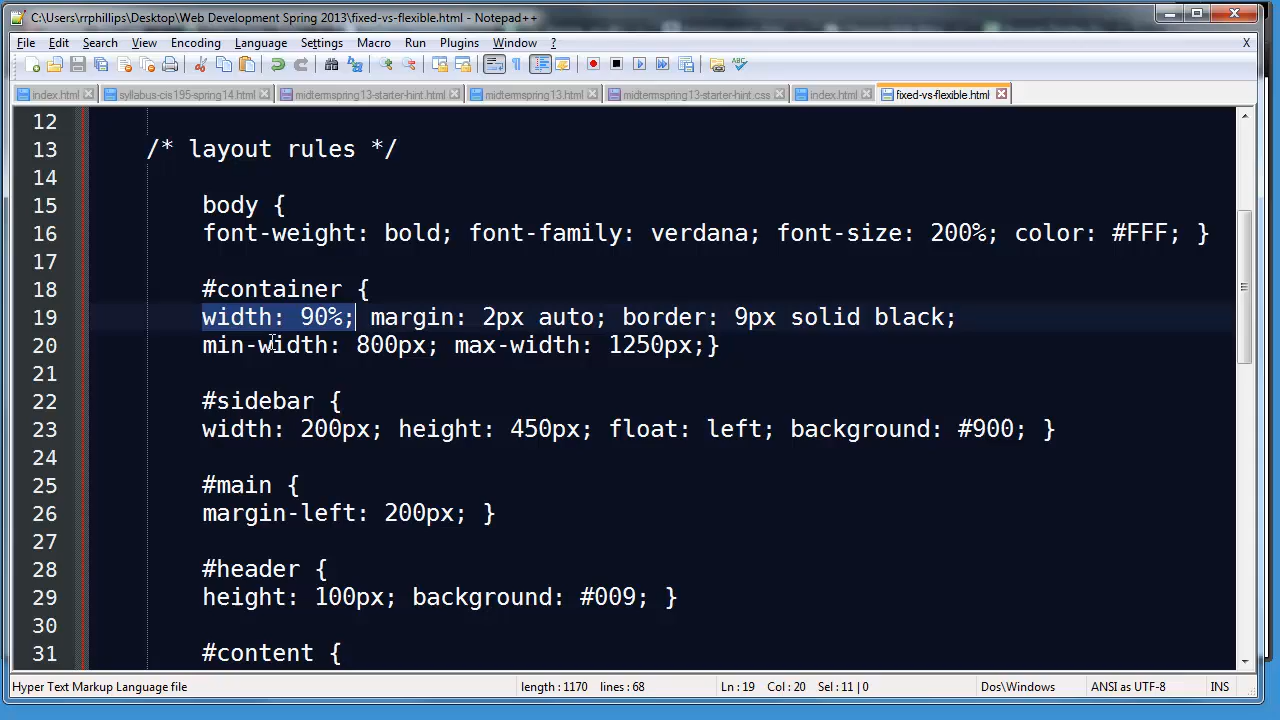 C:\Users\rrphillips\Desktop\Web Development Spring 2013\fixed-vs-flexible.html - Notepad++
File Edit Search View Encoding Language Settings Macro Run Plugins Window ? X
index.html syllabus-cis195-spring14.html midtermspring13-starter-hint.html midtermspring13.html midtermspring13-starter-hint.css index.html fixed-vs-flexible.html
12
13 /* layout rules */
14
15 body {
16 font-weight: bold; font-family: verdana; font-size: 200%; color: #FFF; }
17
18 #container {
19 width: 90%; margin: 2px auto; border: 9px solid black;
20 min-width: 800px; max-width: 1250px;}
21
22 #sidebar {
23 width: 200px; height: 450px; float: left; background: #900; }
24
25 #main {
26 margin-left: 200px; }
27
28 #header {
29 height: 100px; background: #009; }
30
31 #content {
Hyper Text Markup Language file length : 1170 lines : 68 Ln : 19 Col : 20 Sel : 11 | 0 Dos\Windows ANSI as UTF-8 INS